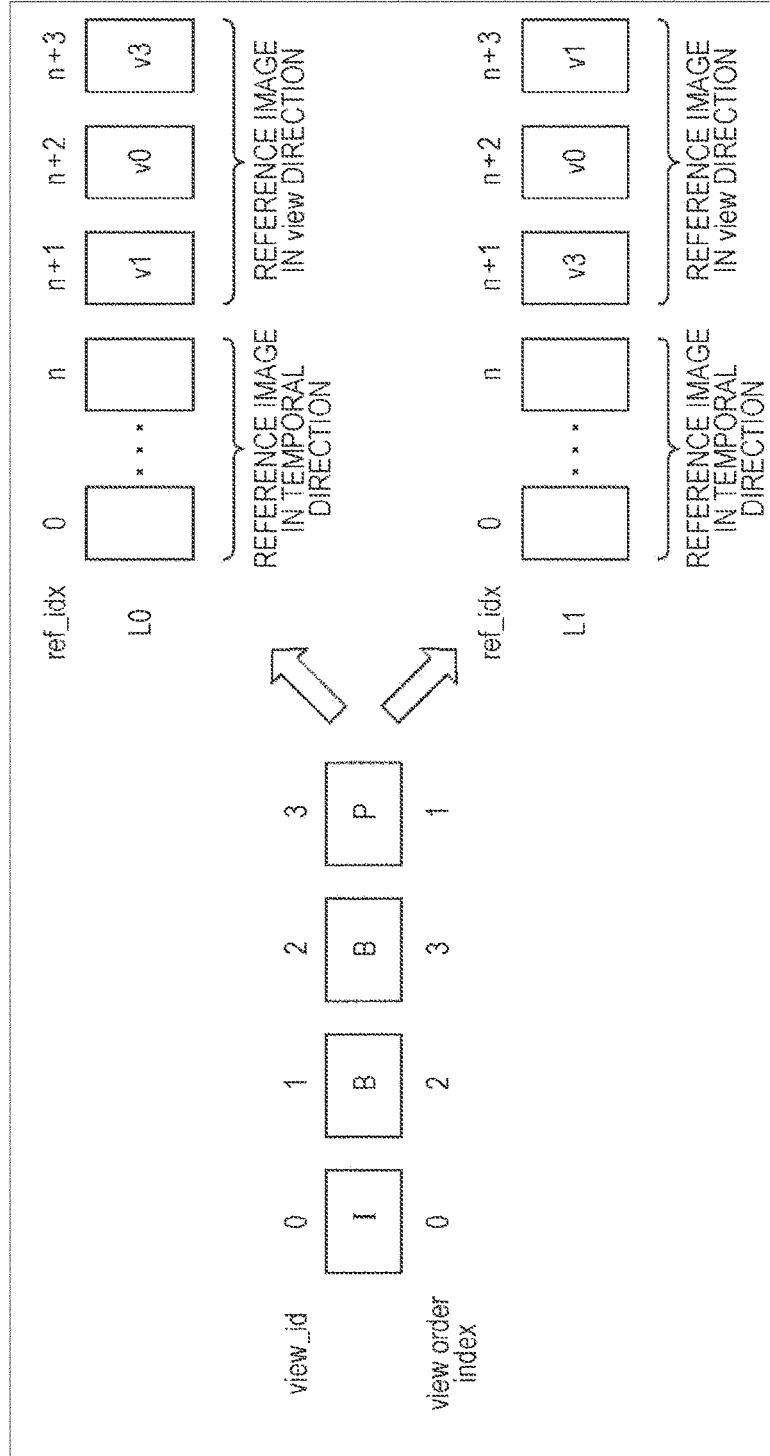 view_id 0 1 2 3
I B B P
view order
index
0 2 3 1
ref_idx 0 n n+1 n+2 n+3
L0 • • • v1 v0 v3
REFERENCE IMAGE
IN TEMPORAL
DIRECTION
REFERENCE IMAGE
IN view DIRECTION
ref_idx 0 n n+1 n+2 n+3
L1 • • • v3 v0 v1
REFERENCE IMAGE
IN TEMPORAL
DIRECTION
REFERENCE IMAGE
IN view DIRECTION